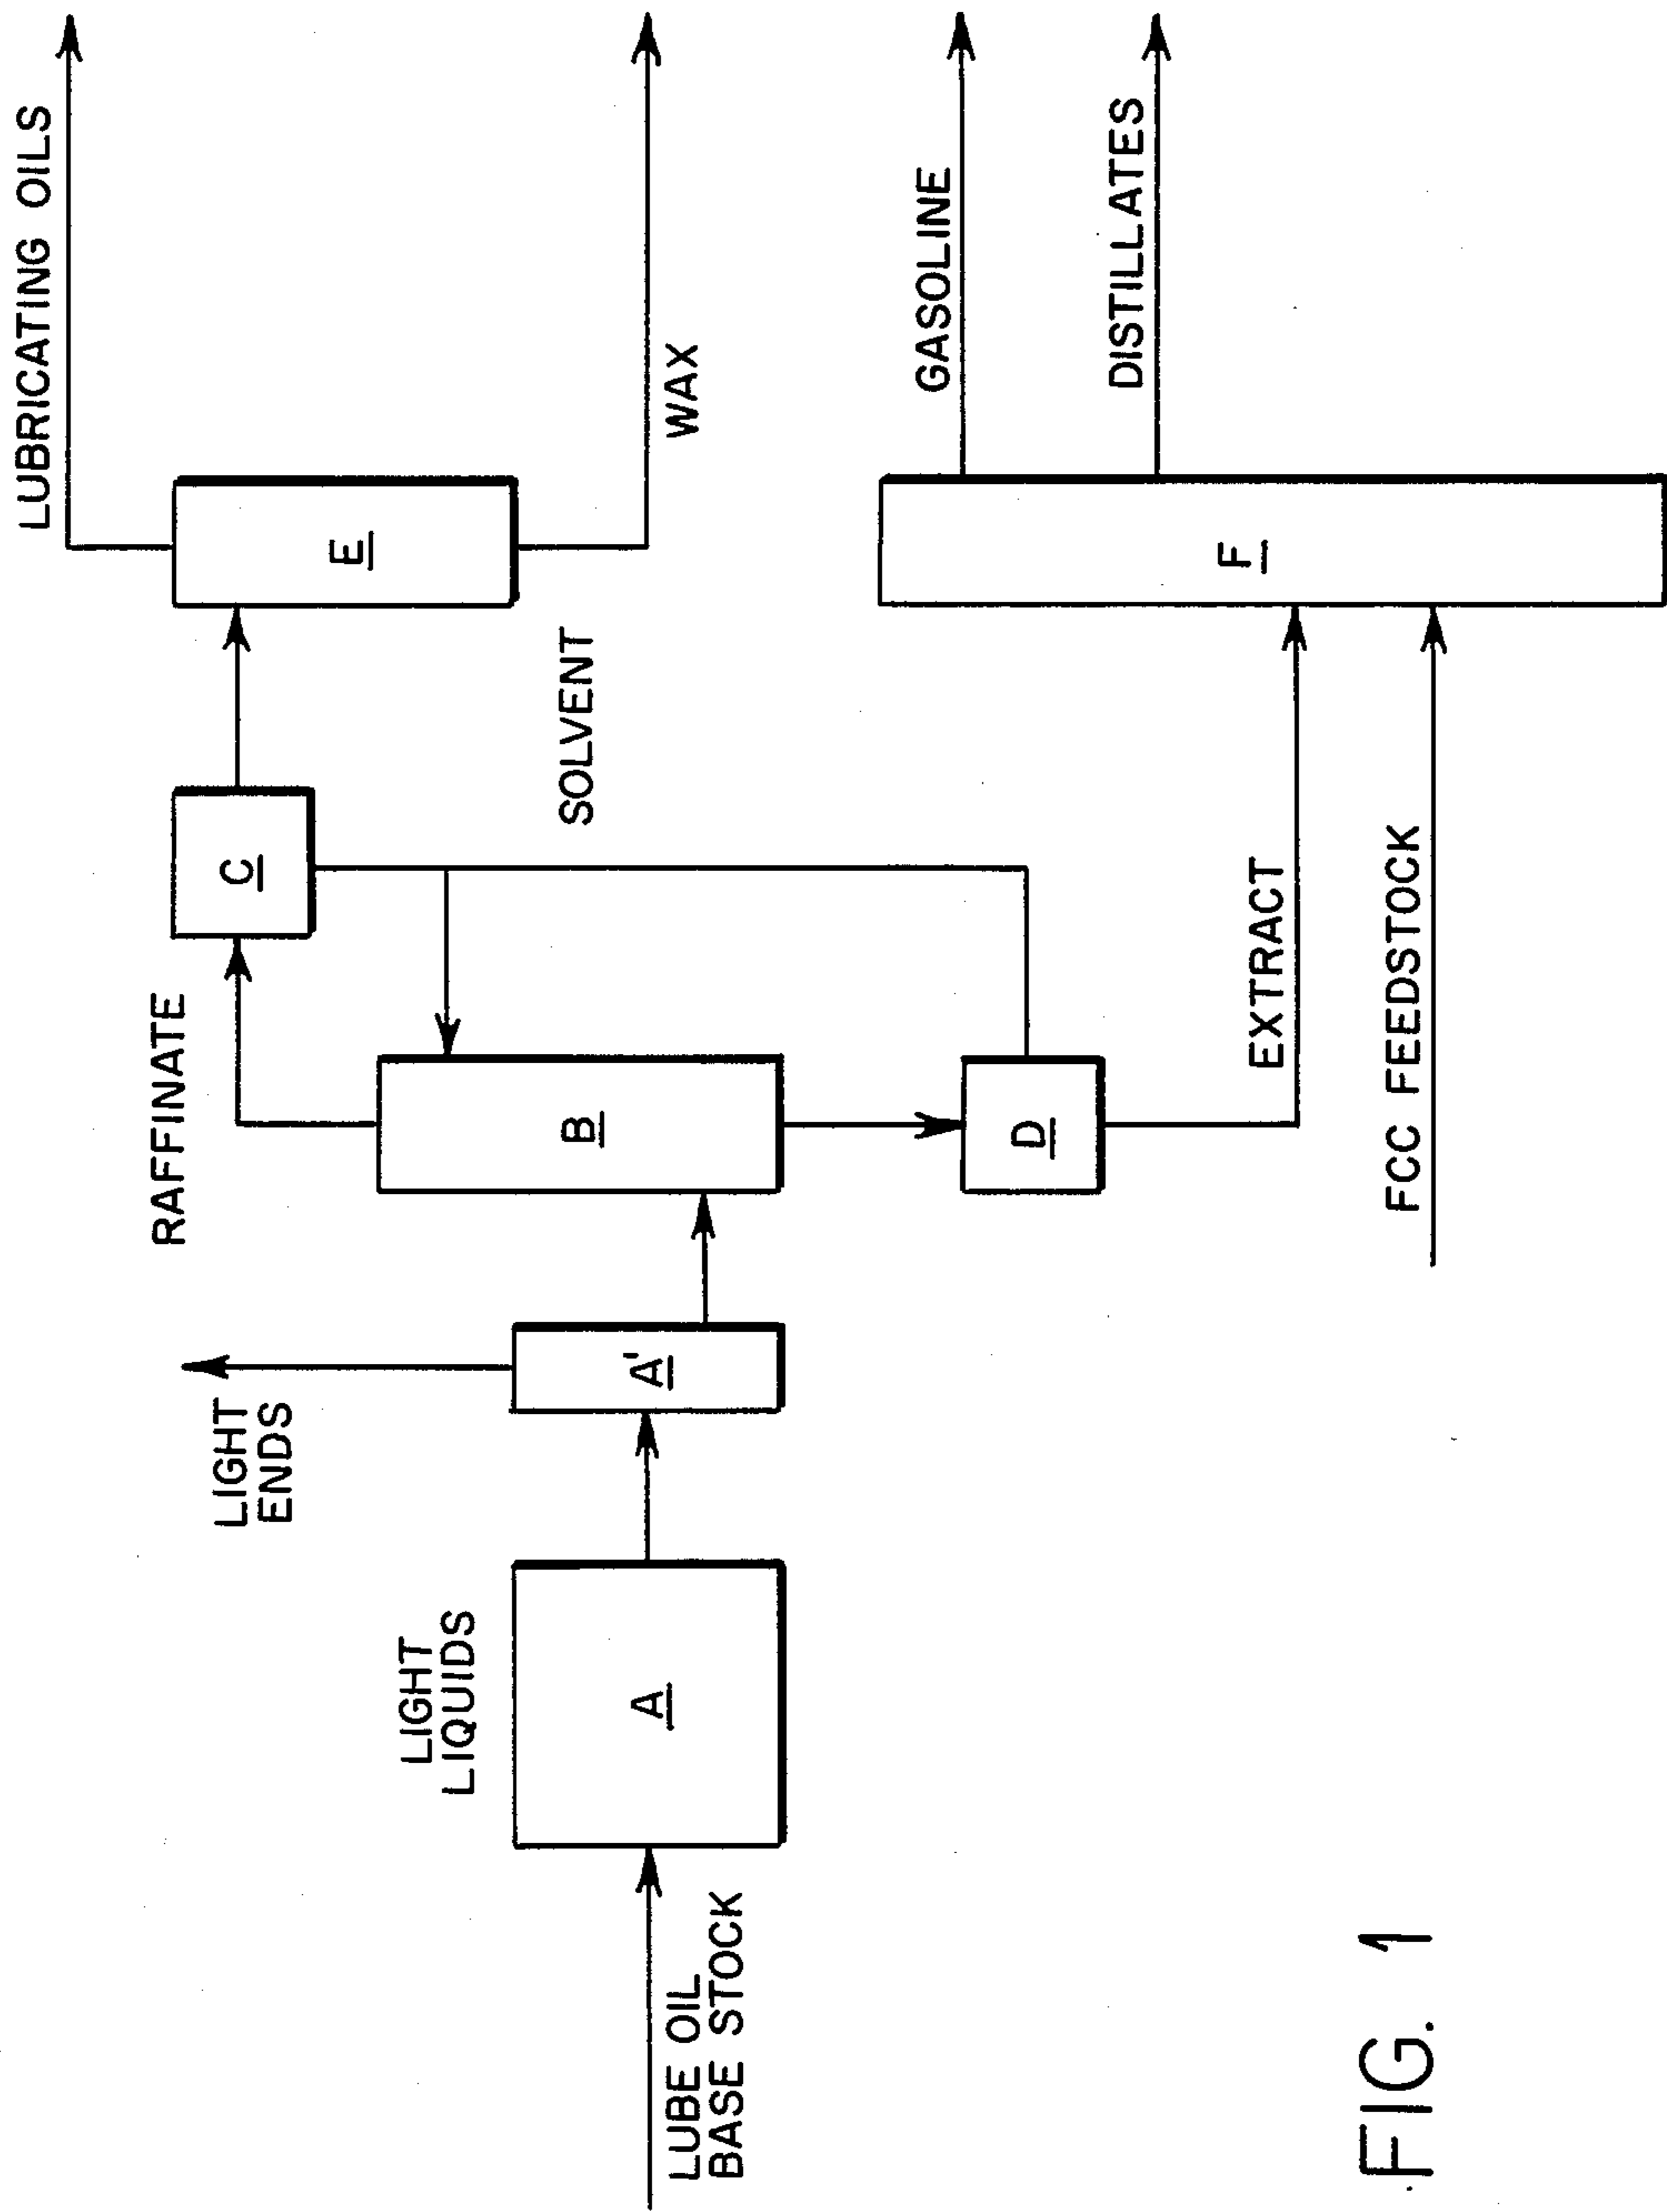 LUBE OIL
BASE STOCK
LIGHT
LIQUIDS
A
LIGHT
ENDS
A'
RAFFINATE
B
C
D
SOLVENT
EXTRACT
FCC FEEDSTOCK
E
F
LUBRICATING OILS
WAX
GASOLINE
DISTILLATES
FIG. 1